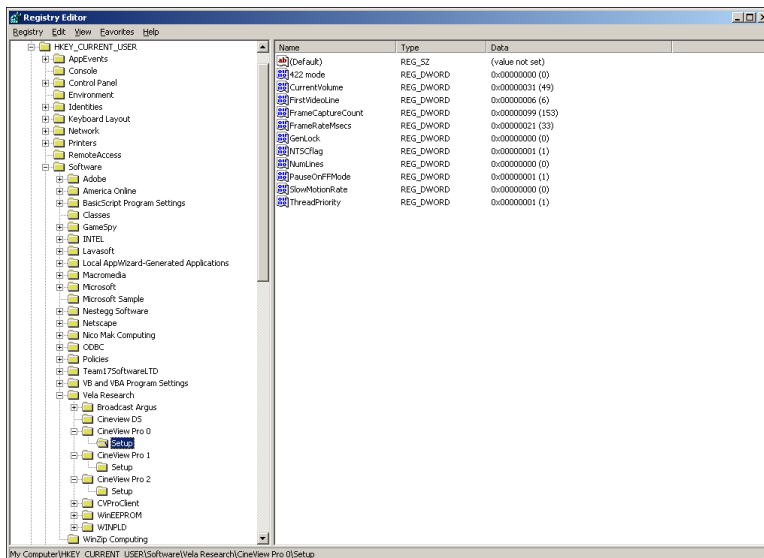 Registry Editor
Registry Edit View Favorites Help
HKEY_CURRENT_USER
AppEvents
Console
Control Panel
Environment
Identities
Keyboard Layout
Network
Printers
RemoteAccess
Software
Adobe
America Online
BasicScript Program Settings
Classes
GameSpy
INTEL
Lavasoft
Local AppWizard-Generated Applications
Macromedia
Microsoft
Microsoft Sample
Nestegg Software
Netscape
Nico Mak Computing
ODBC
Policies
Team17SoftwareLTD
VB and VBA Program Settings
Vela Research
Broadcast Argus
Cineview DS
CineView Pro 0
Setup
CineView Pro 1
Setup
CineView Pro 2
Setup
CVProClient
WinEEPROM
WINPLD
WinZip Computing
Name Type Data
(Default) REG_SZ (value not set)
422 mode REG_DWORD 0x00000000 (0)
CurrentVolume REG_DWORD 0x00000031 (49)
FirstVideoLine REG_DWORD 0x00000006 (6)
FrameCaptureCount REG_DWORD 0x00000099 (153)
FrameRateMsecs REG_DWORD 0x00000021 (33)
GenLock REG_DWORD 0x00000000 (0)
NTSCflag REG_DWORD 0x00000001 (1)
NumLines REG_DWORD 0x00000000 (0)
PauseOnFFMode REG_DWORD 0x00000001 (1)
SlowMotionRate REG_DWORD 0x00000000 (0)
ThreadPriority REG_DWORD 0x00000001 (1)
My Computer\HKEY_CURRENT_USER\Software\Vela Research\CineView Pro 0\Setup